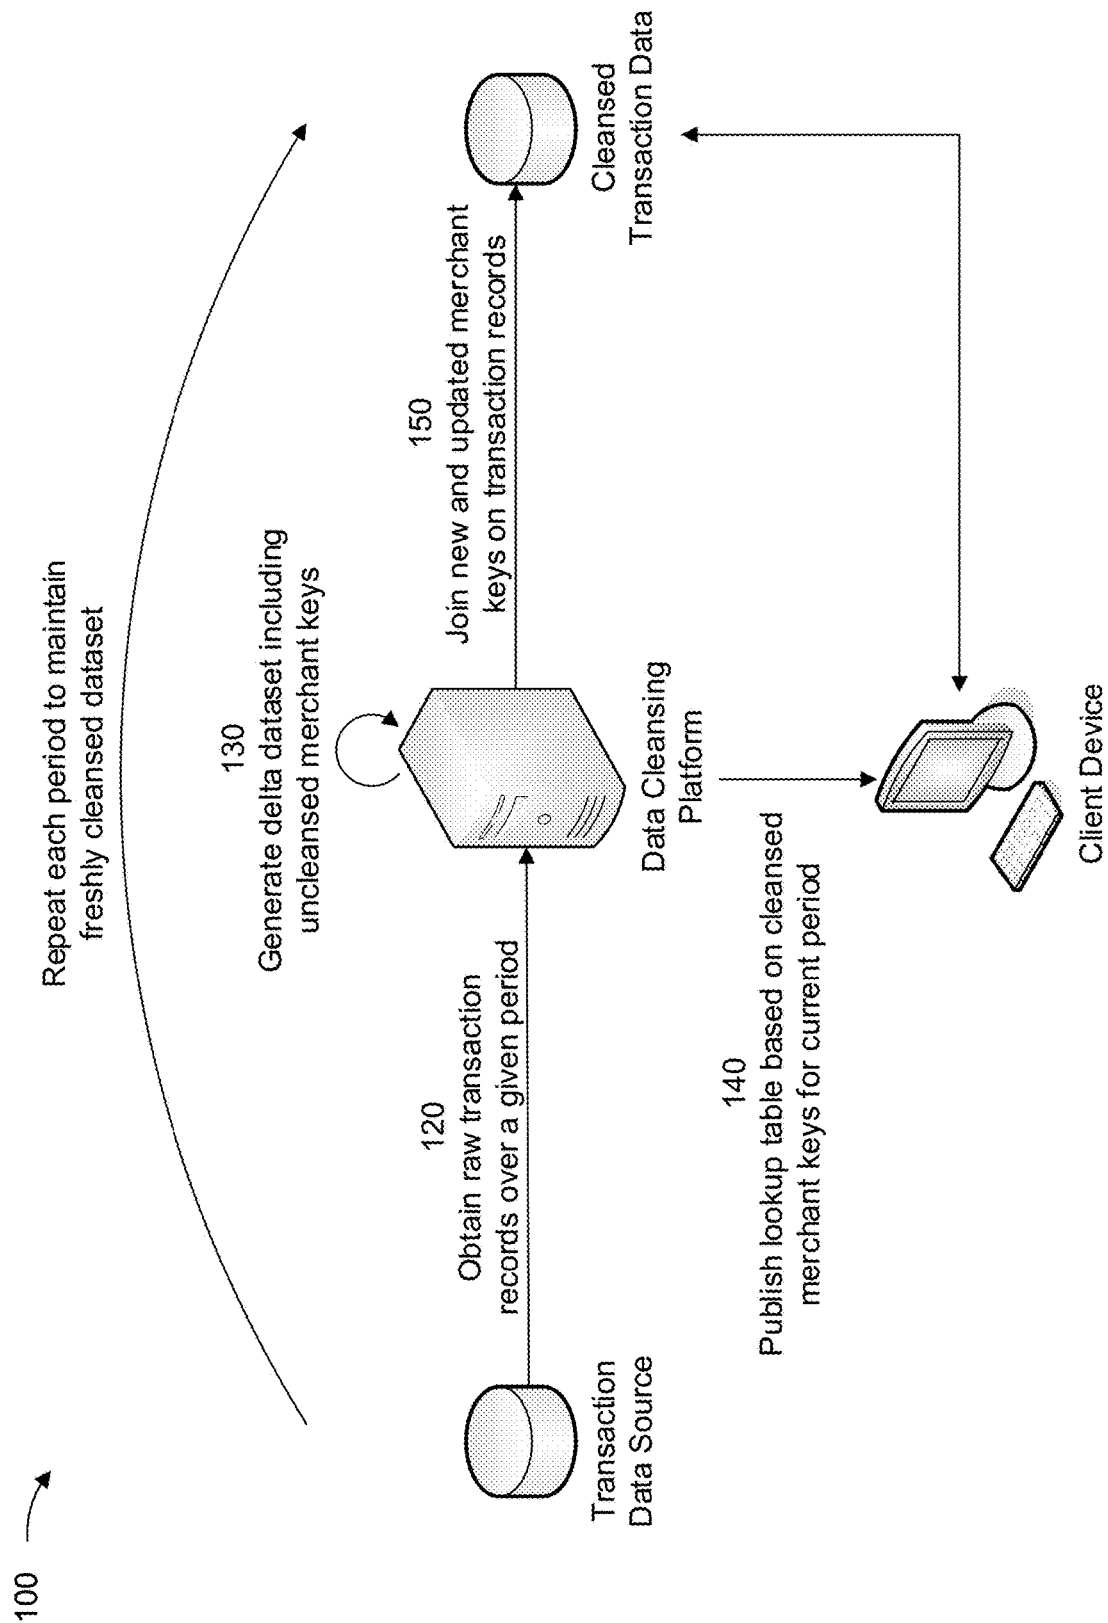 100
Repeat each period to maintain
freshly cleansed dataset
130
Generate delta dataset including
uncleansed merchant keys
120
Obtain raw transaction
records over a given period
150
Join new and updated merchant
keys on transaction records
Transaction
Data Source
Data Cleansing
Platform
Cleansed
Transaction Data
140
Publish lookup table based on cleansed
merchant keys for current period
Client Device